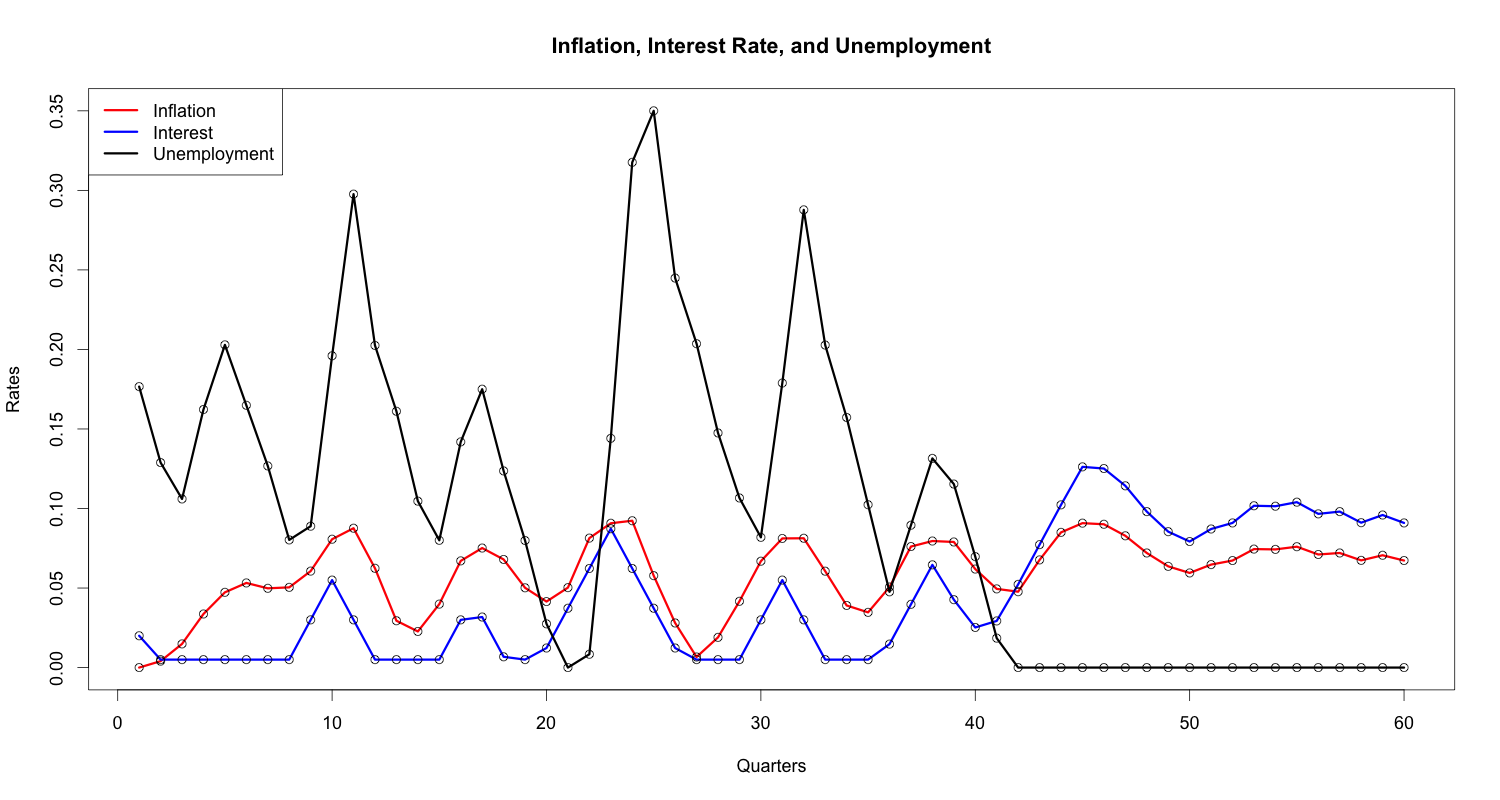 Inflation, Interest Rate, and Unemployment
Inflation
Interest
Unemployment
Rates
0.35
0.30
0.25
0.20
0.15
0.10
0.05
0.00
0 10 20 30 40 50 60
Quarters